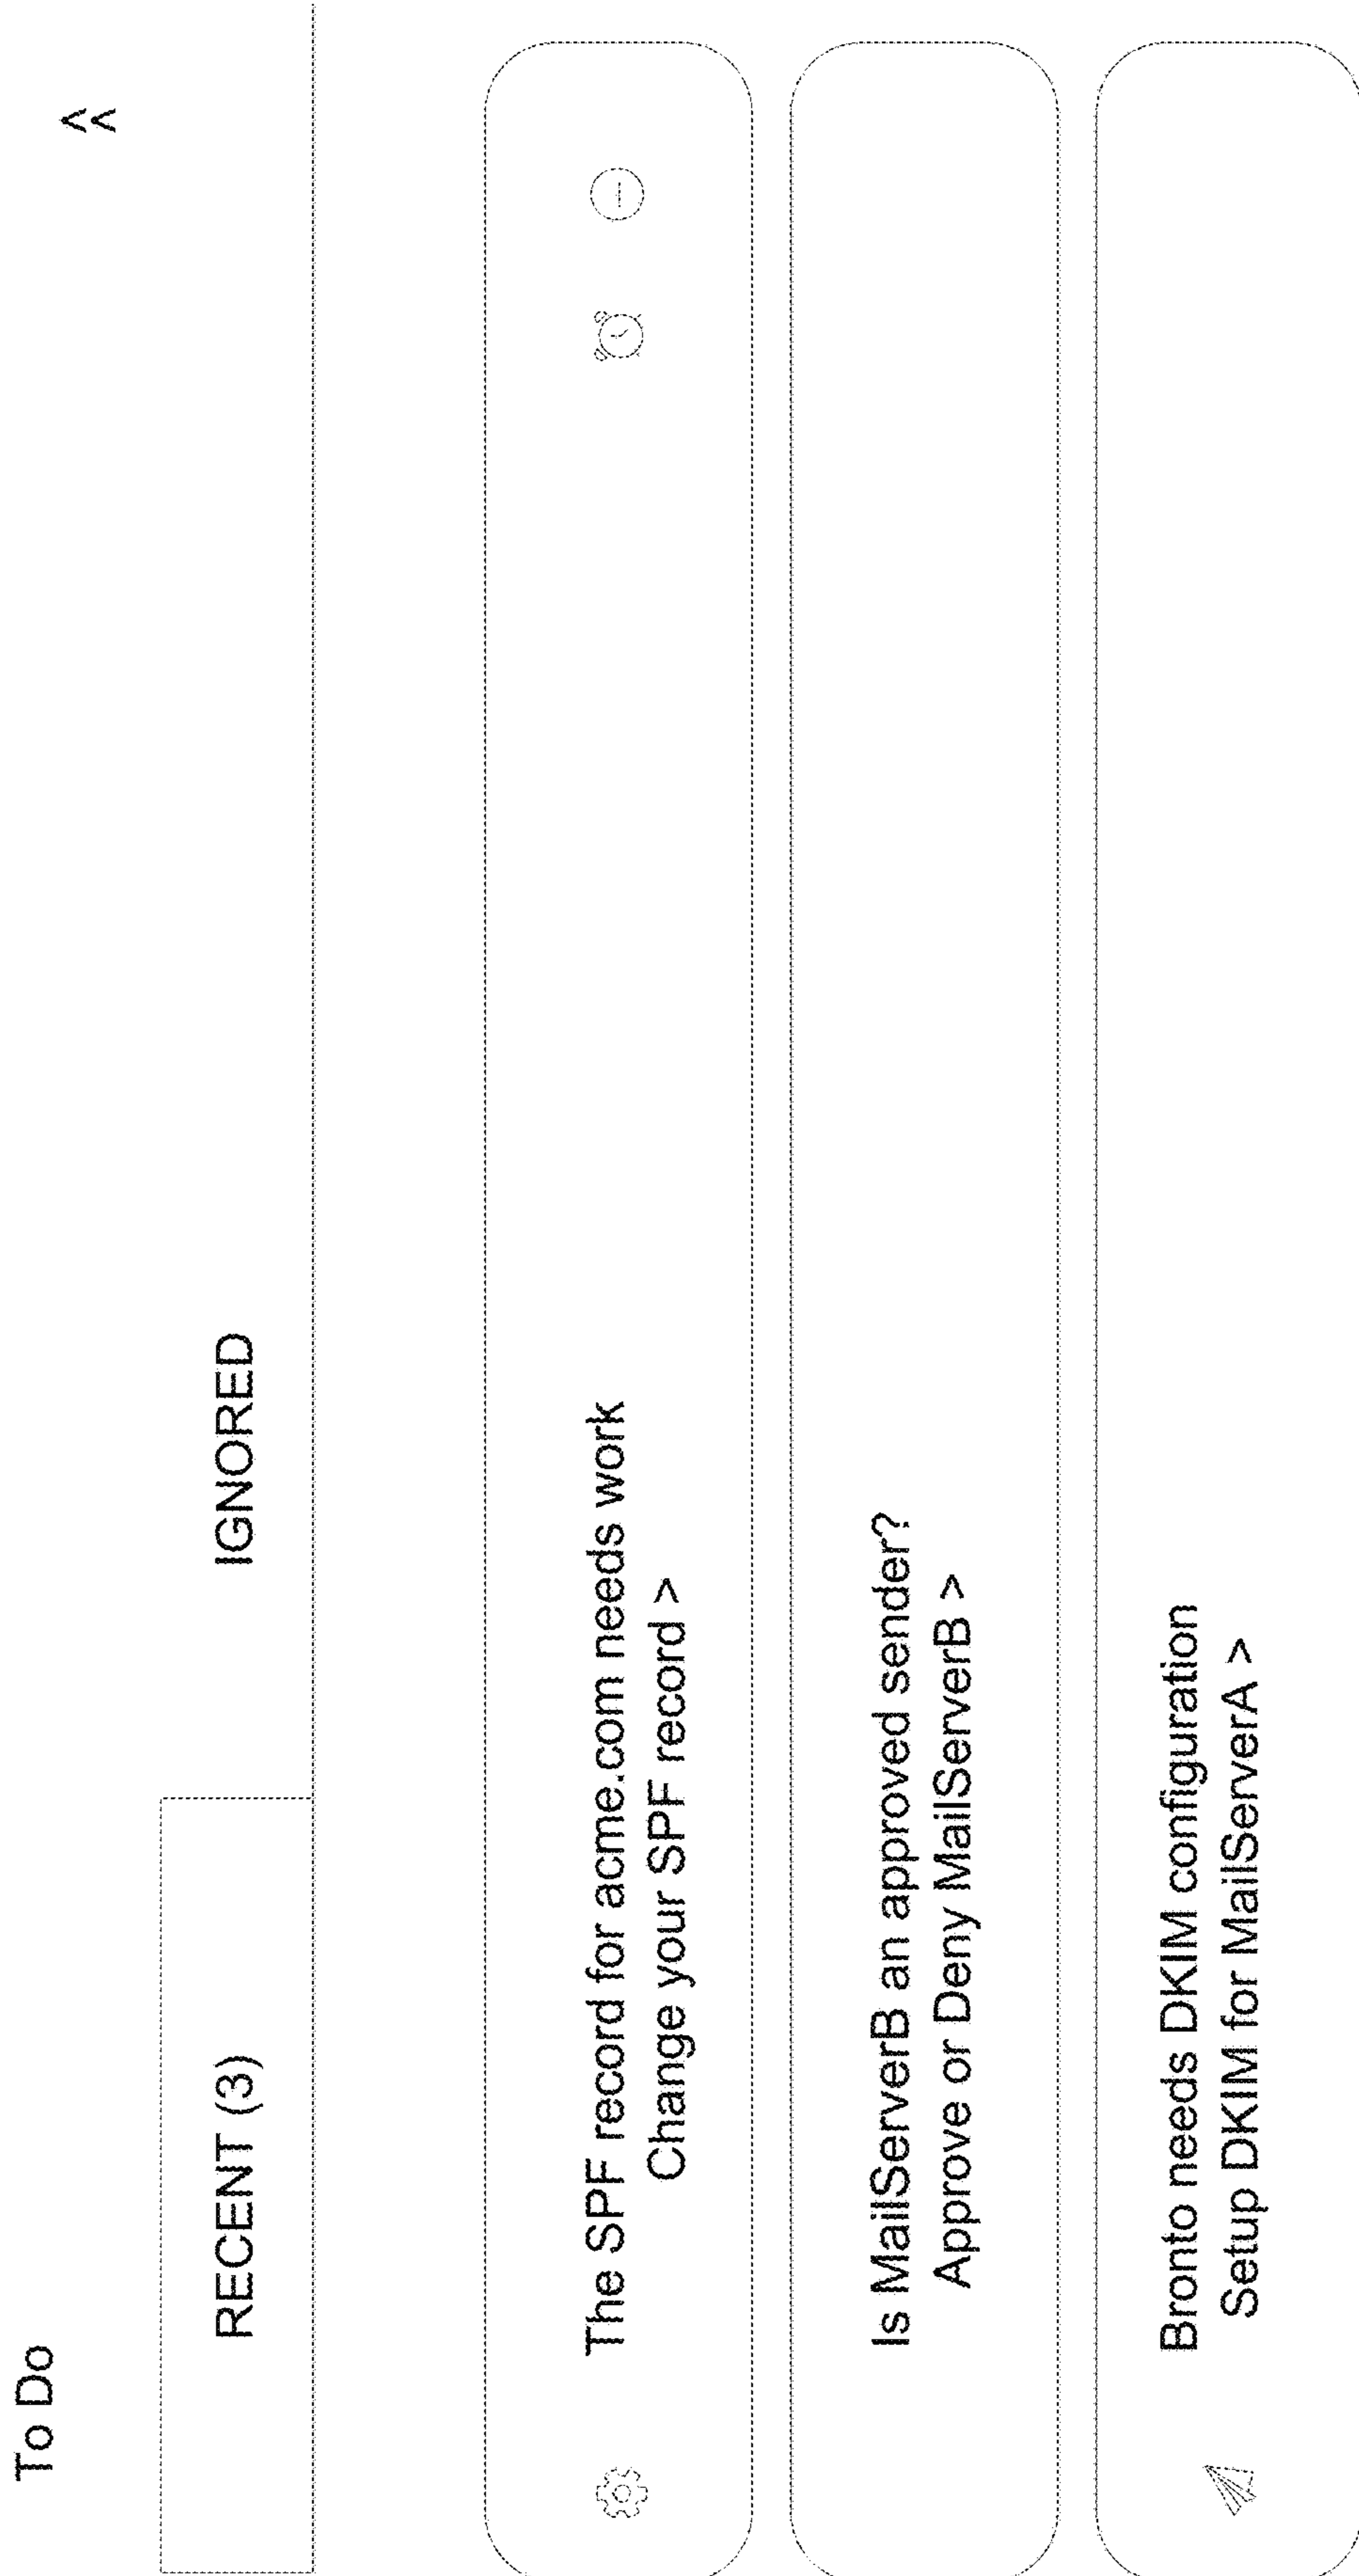 To Do
<<
RECENT (3)
IGNORED
The SPF record for acme.com needs work
Change your SPF record >
Is MailServerB an approved sender?
Approve or Deny MailServerB >
Bronto needs DKIM configuration
Setup DKIM for MailServerA >